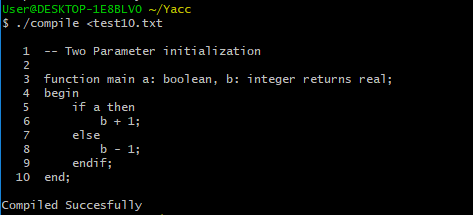 User@DESKTOP-1E8BLVO ~/Yacc
$ ./compile <test10.txt
1 -- Two Parameter initialization
2
3 function main a: boolean, b: integer returns real;
4 begin
5 if a then
6 b + 1;
7 else
8 b - 1;
9 endif;
10 end;
Compiled Succesfully